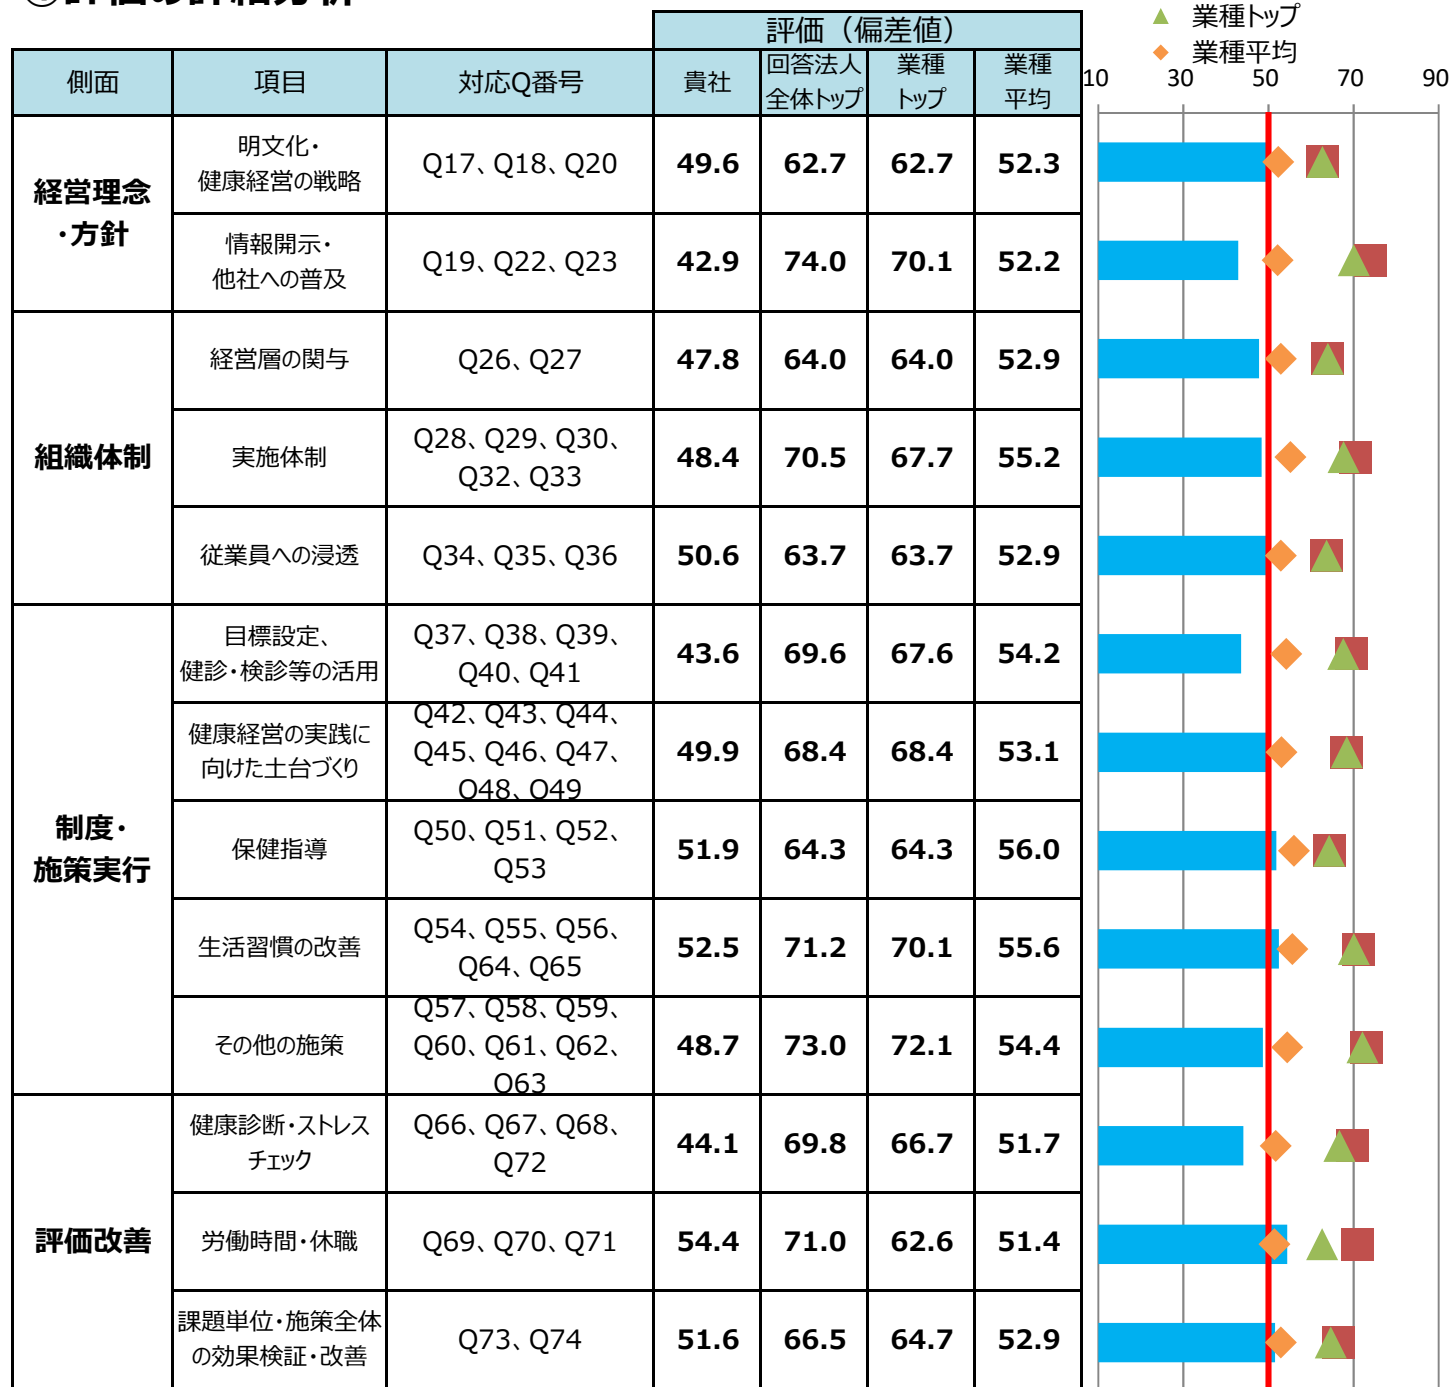 ①評価の詳細分析
▲ 業種トップ
◆ 業種平均
評価（偏差値）
側面 項目 対応Q番号 貴社 回答法人 業種 業種
全体トップ トップ 平均
10 30 50 70 90
経営理念
・方針
明文化・
健康経営の戦略
Q17、Q18、Q20 49.6 62.7 62.7 52.3
情報開示・
他社への普及
Q19、Q22、Q23 42.9 74.0 70.1 52.2
組織体制
経営層の関与 Q26、Q27 47.8 64.0 64.0 52.9
実施体制
Q28、Q29、Q30、
Q32、Q33
48.4 70.5 67.7 55.2
従業員への浸透 Q34、Q35、Q36 50.6 63.7 63.7 52.9
制度・
施策実行
目標設定、
健診・検診等の活用
Q37、Q38、Q39、
Q40、Q41
43.6 69.6 67.6 54.2
健康経営の実践に
向けた土台づくり
Q42、Q43、Q44、
Q45、Q46、Q47、
Q48、Q49
49.9 68.4 68.4 53.1
保健指導
Q50、Q51、Q52、
Q53
51.9 64.3 64.3 56.0
生活習慣の改善
Q54、Q55、Q56、
Q64、Q65
52.5 71.2 70.1 55.6
その他の施策
Q57、Q58、Q59、
Q60、Q61、Q62、
Q63
48.7 73.0 72.1 54.4
評価改善
健康診断・ストレス
チェック
Q66、Q67、Q68、
Q72
44.1 69.8 66.7 51.7
労働時間・休職 Q69、Q70、Q71 54.4 71.0 62.6 51.4
課題単位・施策全体
の効果検証・改善
Q73、Q74 51.6 66.5 64.7 52.9